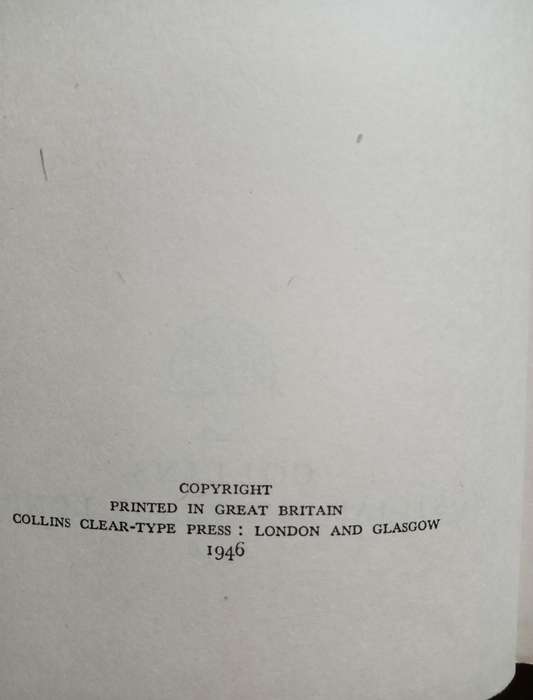 COPYRIGHT
PRINTED IN GREAT BRITAIN
COLLINS CLEAR-TYPE PRESS : LONDON AND GLASGOW
1946